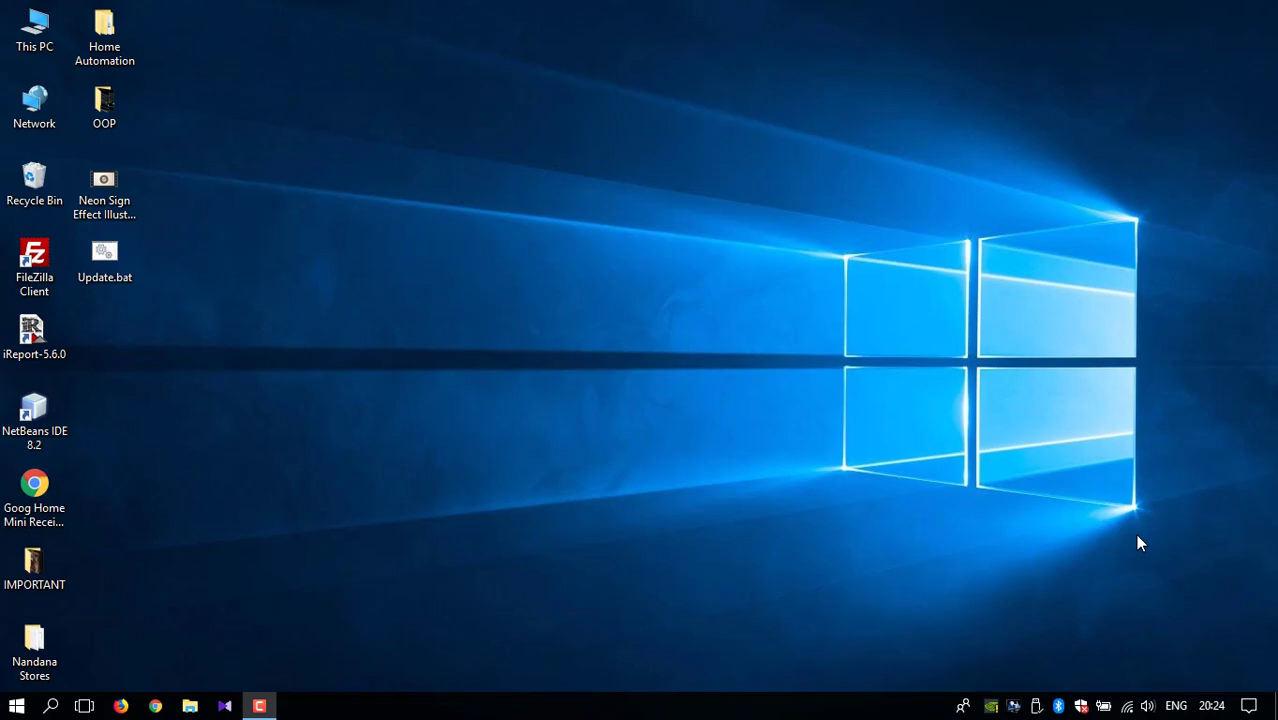 This PC
Home
Automation
Network
OOP
Recycle Bin
Neon Sign
Effect Illust...
FileZilla
Client
Update.bat
iReport-5.6.0
NetBeans IDE
8.2
Goog Home
Mini Recei...
IMPORTANT
Nandana
Stores
ENG
20:24